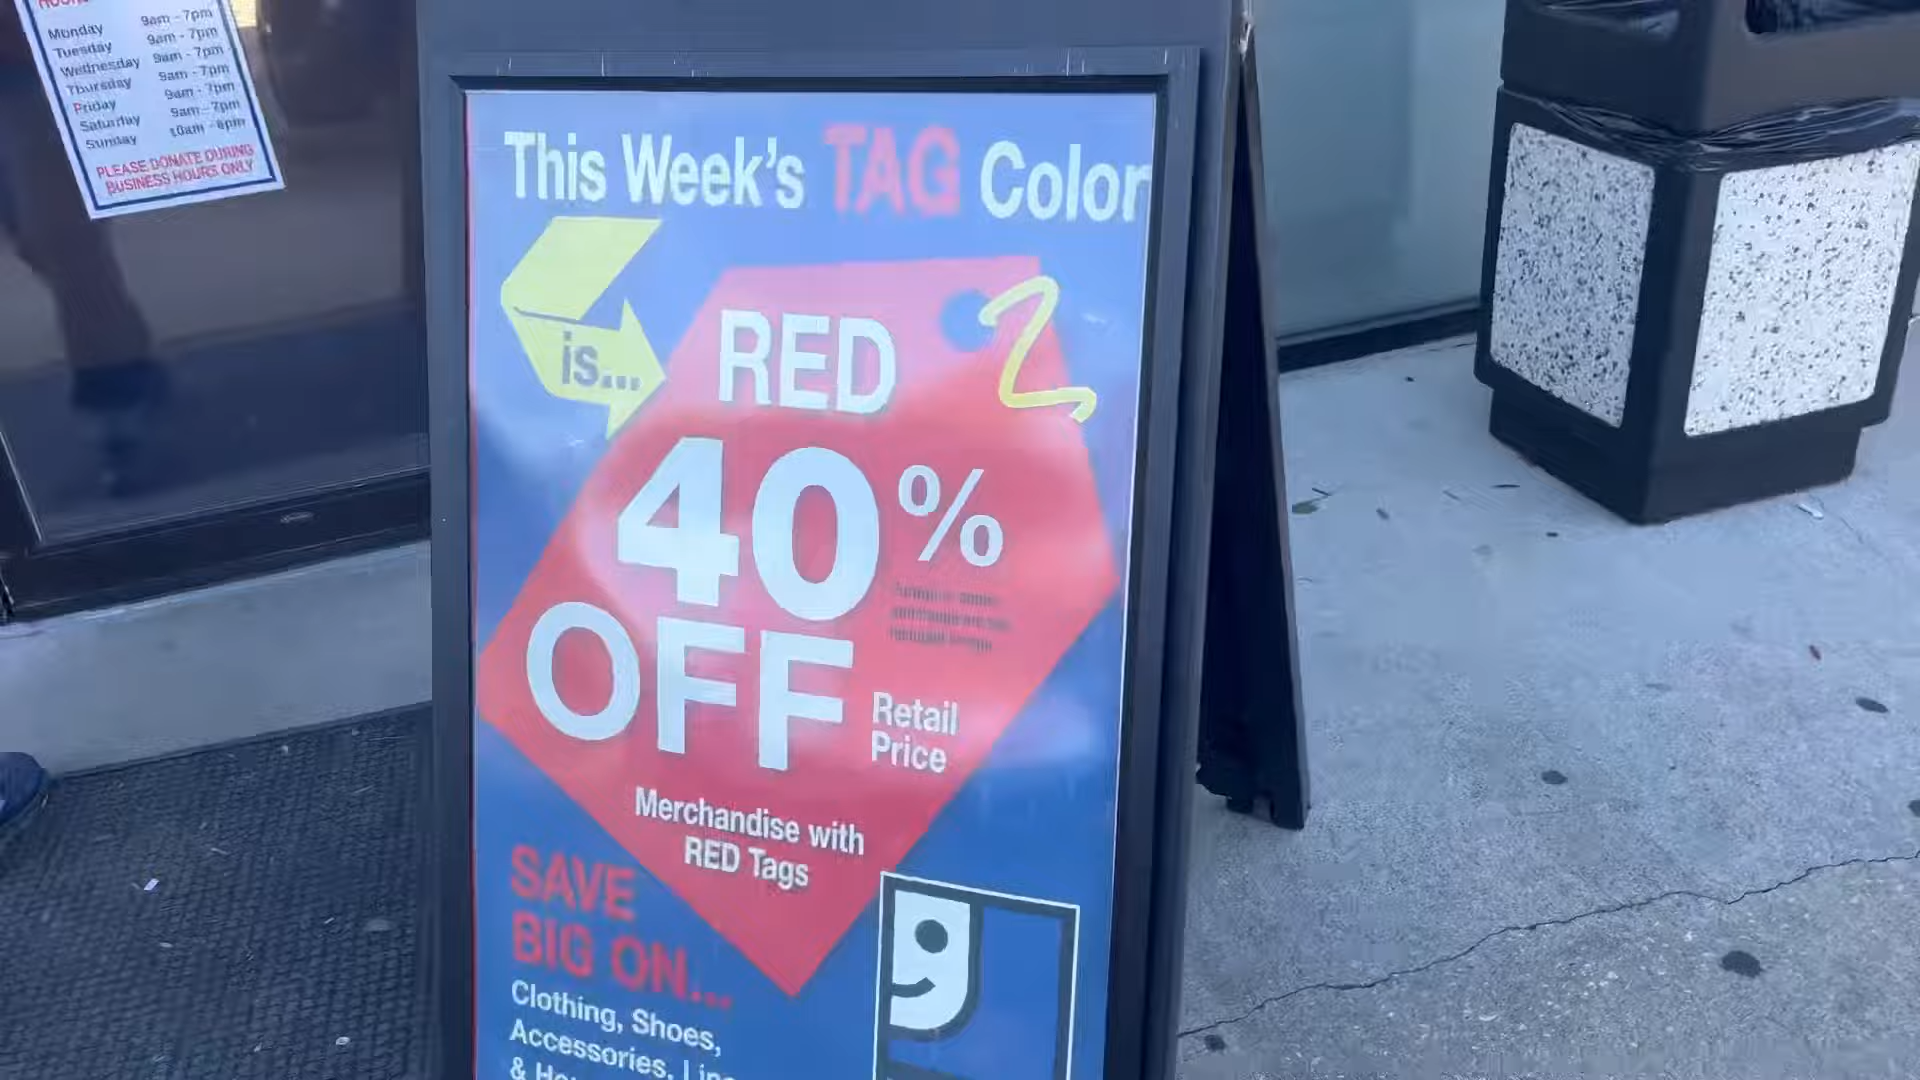 Monday 9am - 7pm
Tuesday 9am - 7pm
Wednesday 9am - 7pm
Thursday 9am - 7pm
Friday 9am - 7pm
Saturday 9am - 7pm
Sunday 10am - 6pm
PLEASE DONATE DURING
BUSINESS HOURS ONLY
This Week's TAG Color
is...
RED
40%
OFF
Retail
Price
Merchandise with
RED Tags
SAVE
BIG ON...
Clothing, Shoes,
Accessories,
&
g